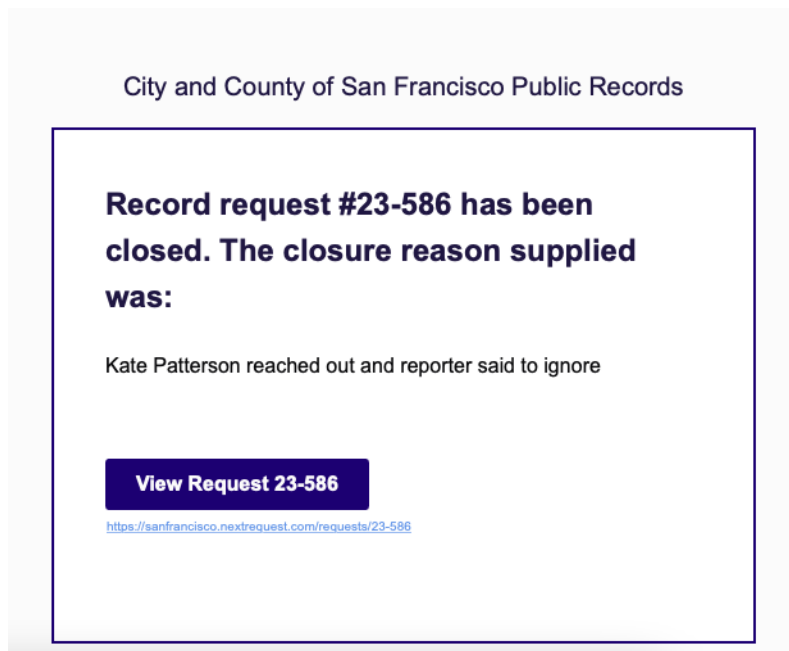 City and County of San Francisco Public Records
Record request #23-586 has been
closed. The closure reason supplied
was:
Kate Patterson reached out and reporter said to ignore
View Request 23-586
https://sanfrancisco.nextrequest.com/requests/23-586